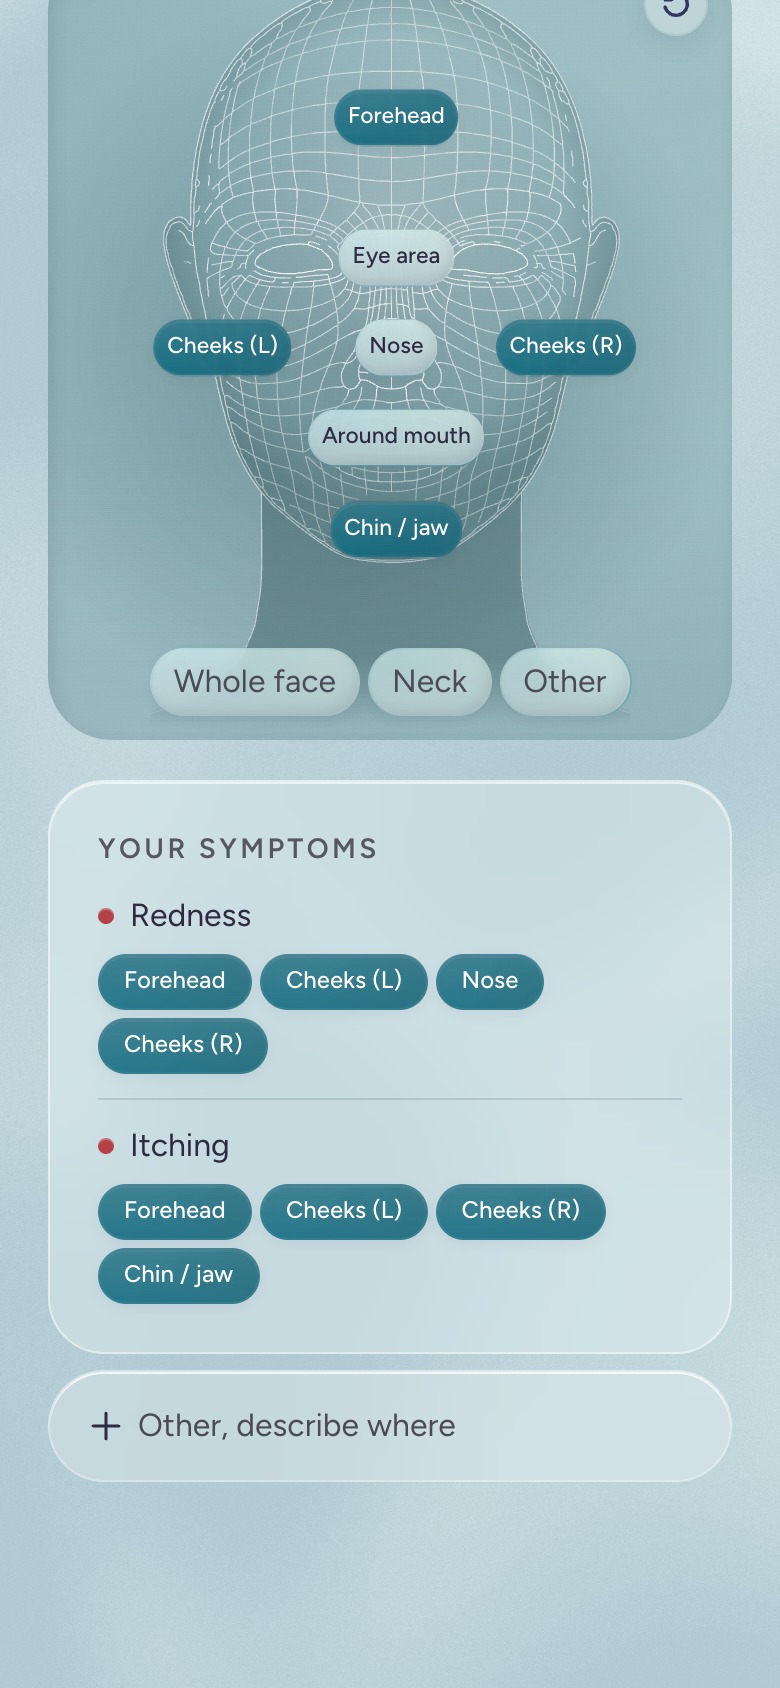 Forehead
Eye area
Cheeks (L) Nose Cheeks (R)
Around mouth
Chin / jaw
Whole face Neck Other
YOUR SYMPTOMS
Redness
Forehead Cheeks (L) Nose
Cheeks (R)
Itching
Forehead Cheeks (L) Cheeks (R)
Chin / jaw
Other, describe where